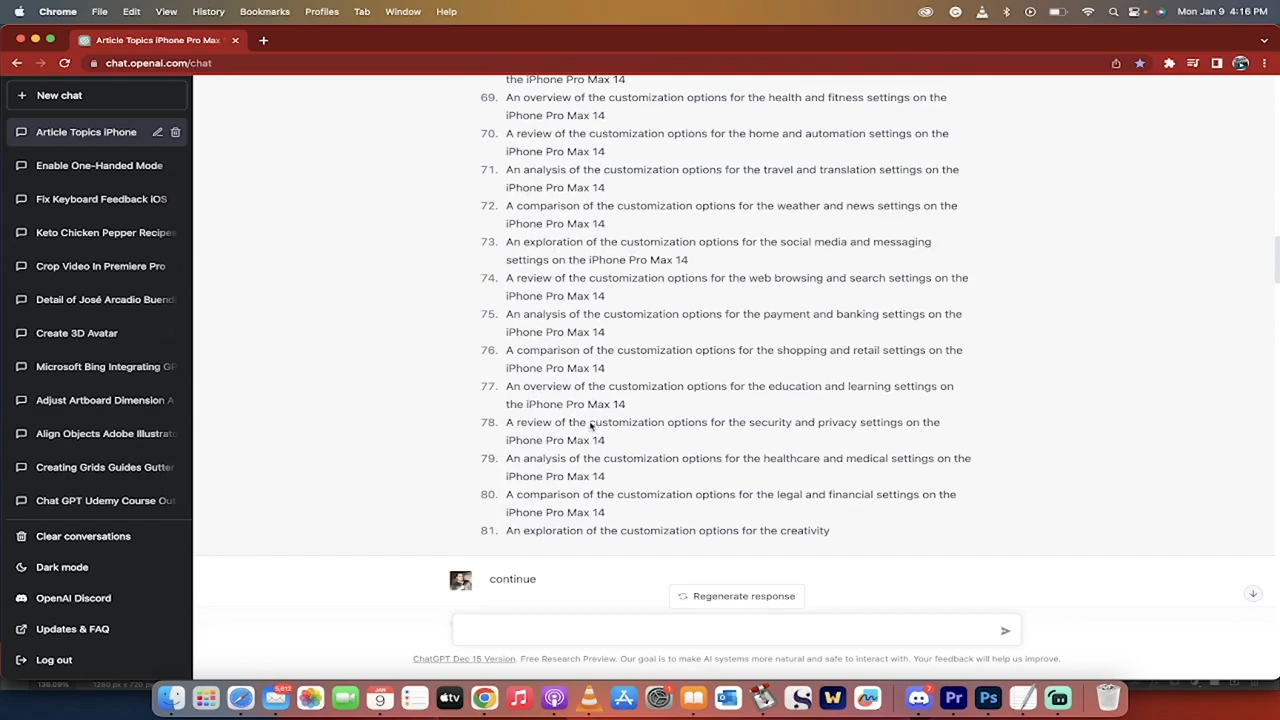 Chrome File Edit View History Bookmarks Profiles Tab Window Help Mon Jan 9 4:16 PM
Article Topics iPhone Pro Max
chat.openai.com/chat
New chat
Article Topics iPhone
Enable One-Handed Mode
Fix Keyboard Feedback iOS
Keto Chicken Pepper Recipes
Crop Video In Premiere Pro
Detail of José Arcadio Buend
Create 3D Avatar
Microsoft Bing Integrating GP
Adjust Artboard Dimension A
Align Objects Adobe Illustrato
Creating Grids Guides Gutter
Chat GPT Udemy Course Out
Clear conversations
Dark mode
OpenAI Discord
Updates & FAQ
Log out
the iPhone Pro Max 14
69. An overview of the customization options for the health and fitness settings on the
iPhone Pro Max 14
70. A review of the customization options for the home and automation settings on the
iPhone Pro Max 14
71. An analysis of the customization options for the travel and translation settings on the
iPhone Pro Max 14
72. A comparison of the customization options for the weather and news settings on the
iPhone Pro Max 14
73. An exploration of the customization options for the social media and messaging
settings on the iPhone Pro Max 14
74. A review of the customization options for the web browsing and search settings on the
iPhone Pro Max 14
75. An analysis of the customization options for the payment and banking settings on the
iPhone Pro Max 14
76. A comparison of the customization options for the shopping and retail settings on the
iPhone Pro Max 14
77. An overview of the customization options for the education and learning settings on
the iPhone Pro Max 14
78. A review of the customization options for the security and privacy settings on the
iPhone Pro Max 14
79. An analysis of the customization options for the healthcare and medical settings on the
iPhone Pro Max 14
80. A comparison of the customization options for the legal and financial settings on the
iPhone Pro Max 14
81. An exploration of the customization options for the creativity
continue
Regenerate response
ChatGPT Dec 15 Version. Free Research Preview. Our goal is to make AI systems more natural and safe to interact with. Your feedback will help us improve.
136.09% 1280 px x 720 p
5,612
JAN
9
tv
W
Pr
Ps